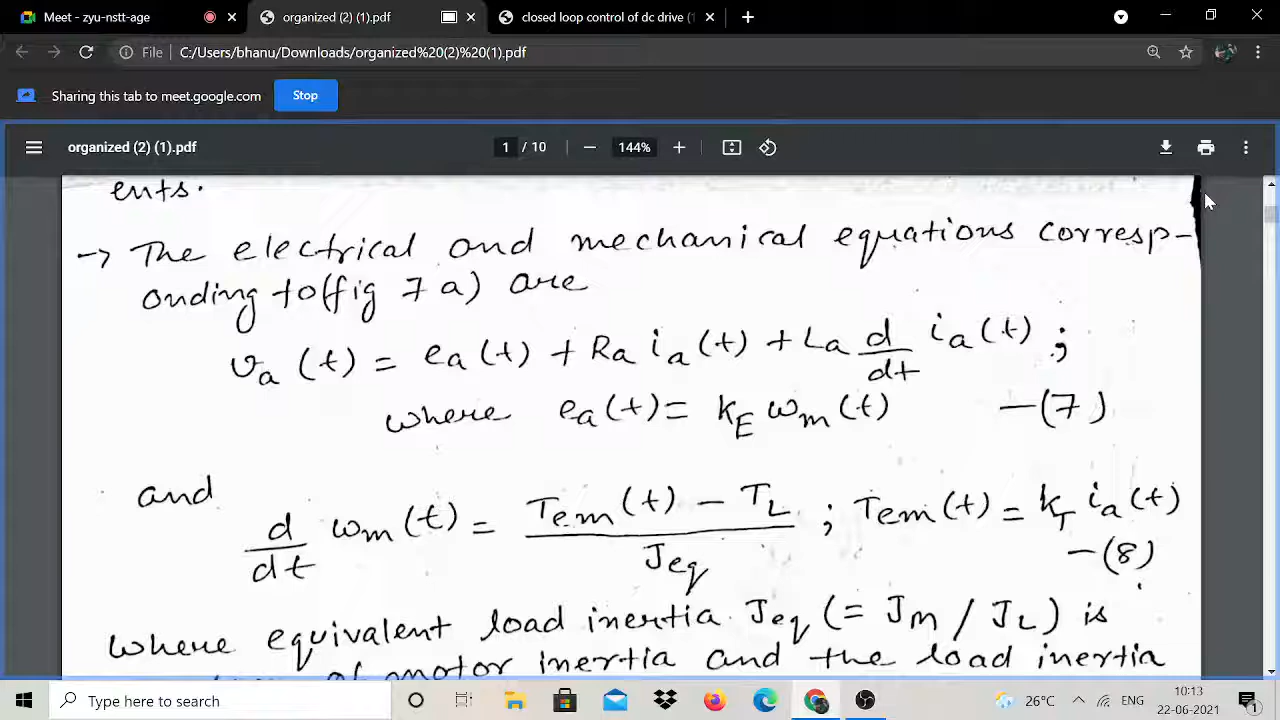 Meet - zyu-nstt-age
organized (2) (1).pdf
closed loop control of dc drive (1
File
C:/Users/bhanu/Downloads/organized%20(2)%20(1).pdf
Sharing this tab to meet.google.com
Stop
organized (2) (1).pdf
1 / 10
144%
ents.
→ The electrical and mechanical equations corresp-
onding to(fig 7a) are
va(t) = ea(t) + Ra ia(t) + La d/dt ia(t) ;
where ea(t) = kE ωm(t) —(7)
and
d/dt ωm(t) = Tem(t) - TL / Jeq ; Tem(t) = kT ia(t)
—(8)
where equivalent load inertia Jeq (= JM / JL) is
of motor inertia and the load inertia
Type here to search
26°C
ENG
10:13
22-06-2021
1